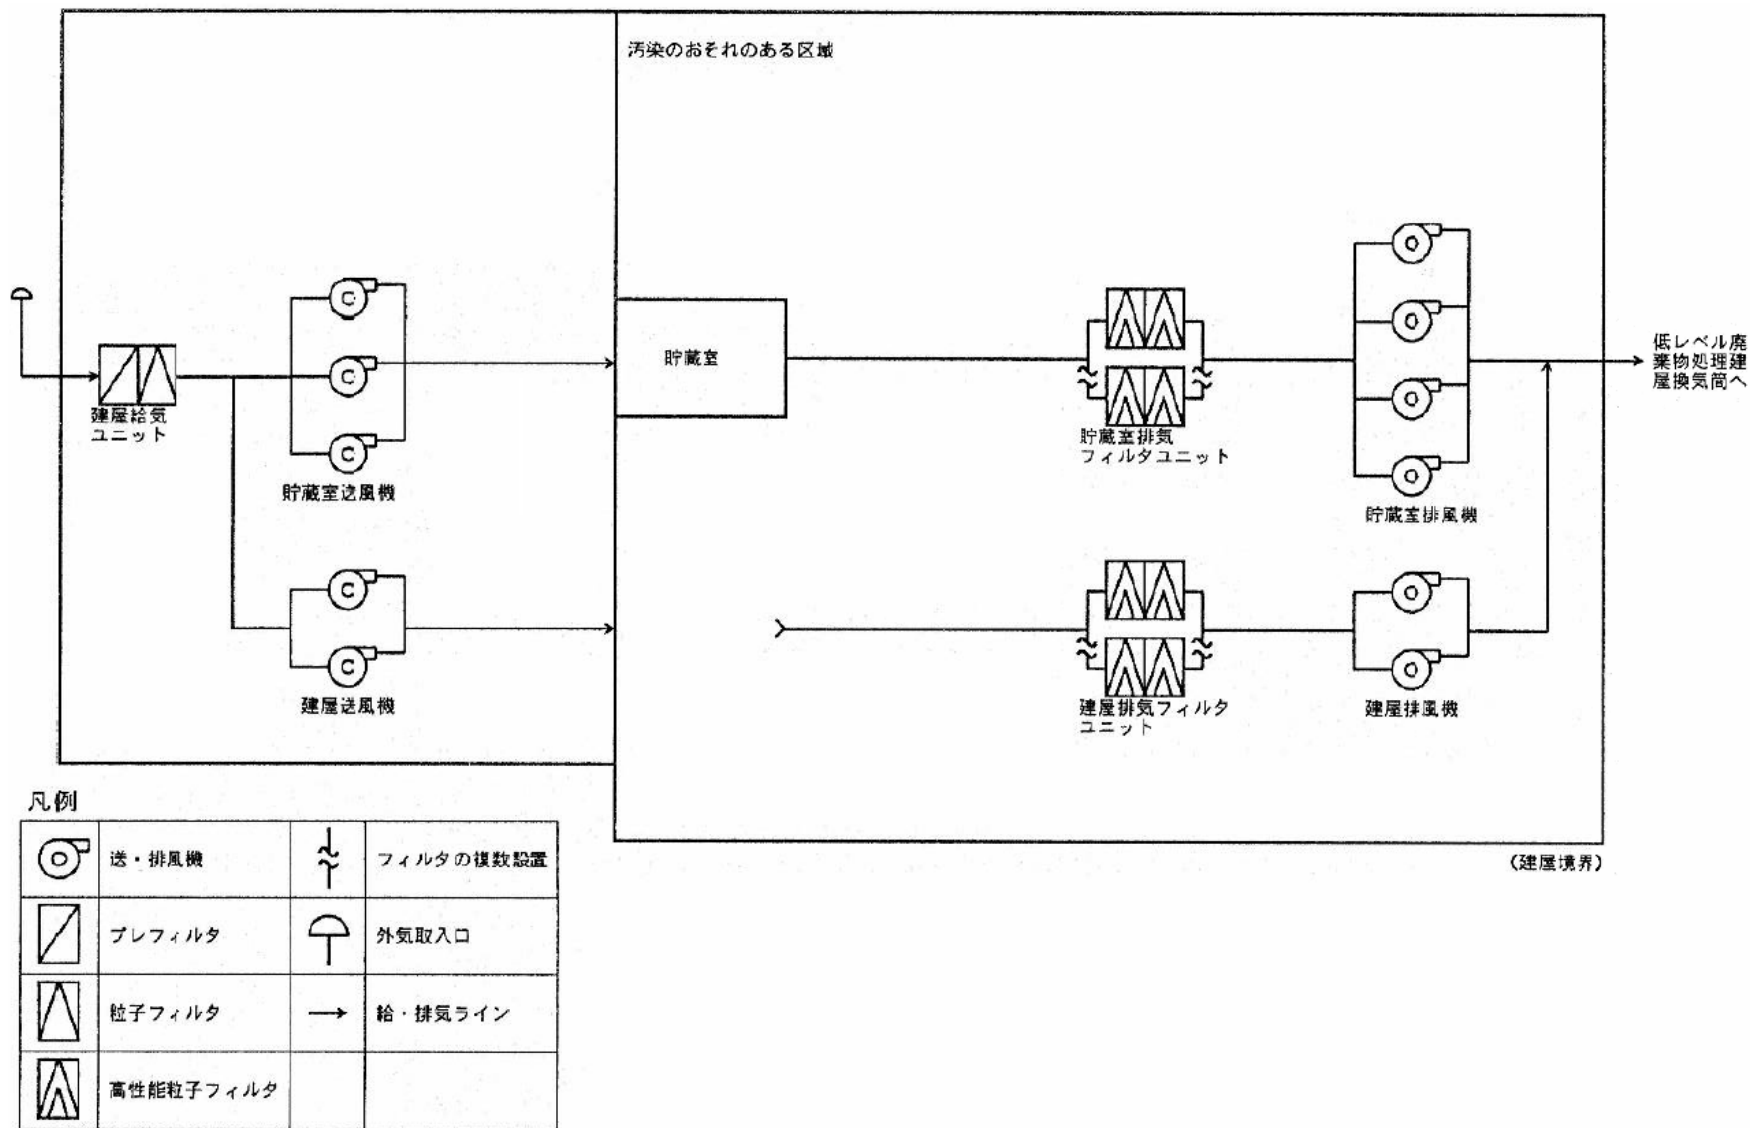 汚染のおそれのある区域
建屋給気
ユニット
貯蔵室送風機
建屋送風機
貯蔵室
貯蔵室排気
フィルタユニット
貯蔵室排風機
低レベル廃
棄物処理建
屋換気筒へ
建屋排気フィルタ
ユニット
建屋排風機
(建屋境界)
凡例
送・排風機
フィルタの複数設置
プレフィルタ
外気取入口
粒子フィルタ
給・排気ライン
高性能粒子フィルタ